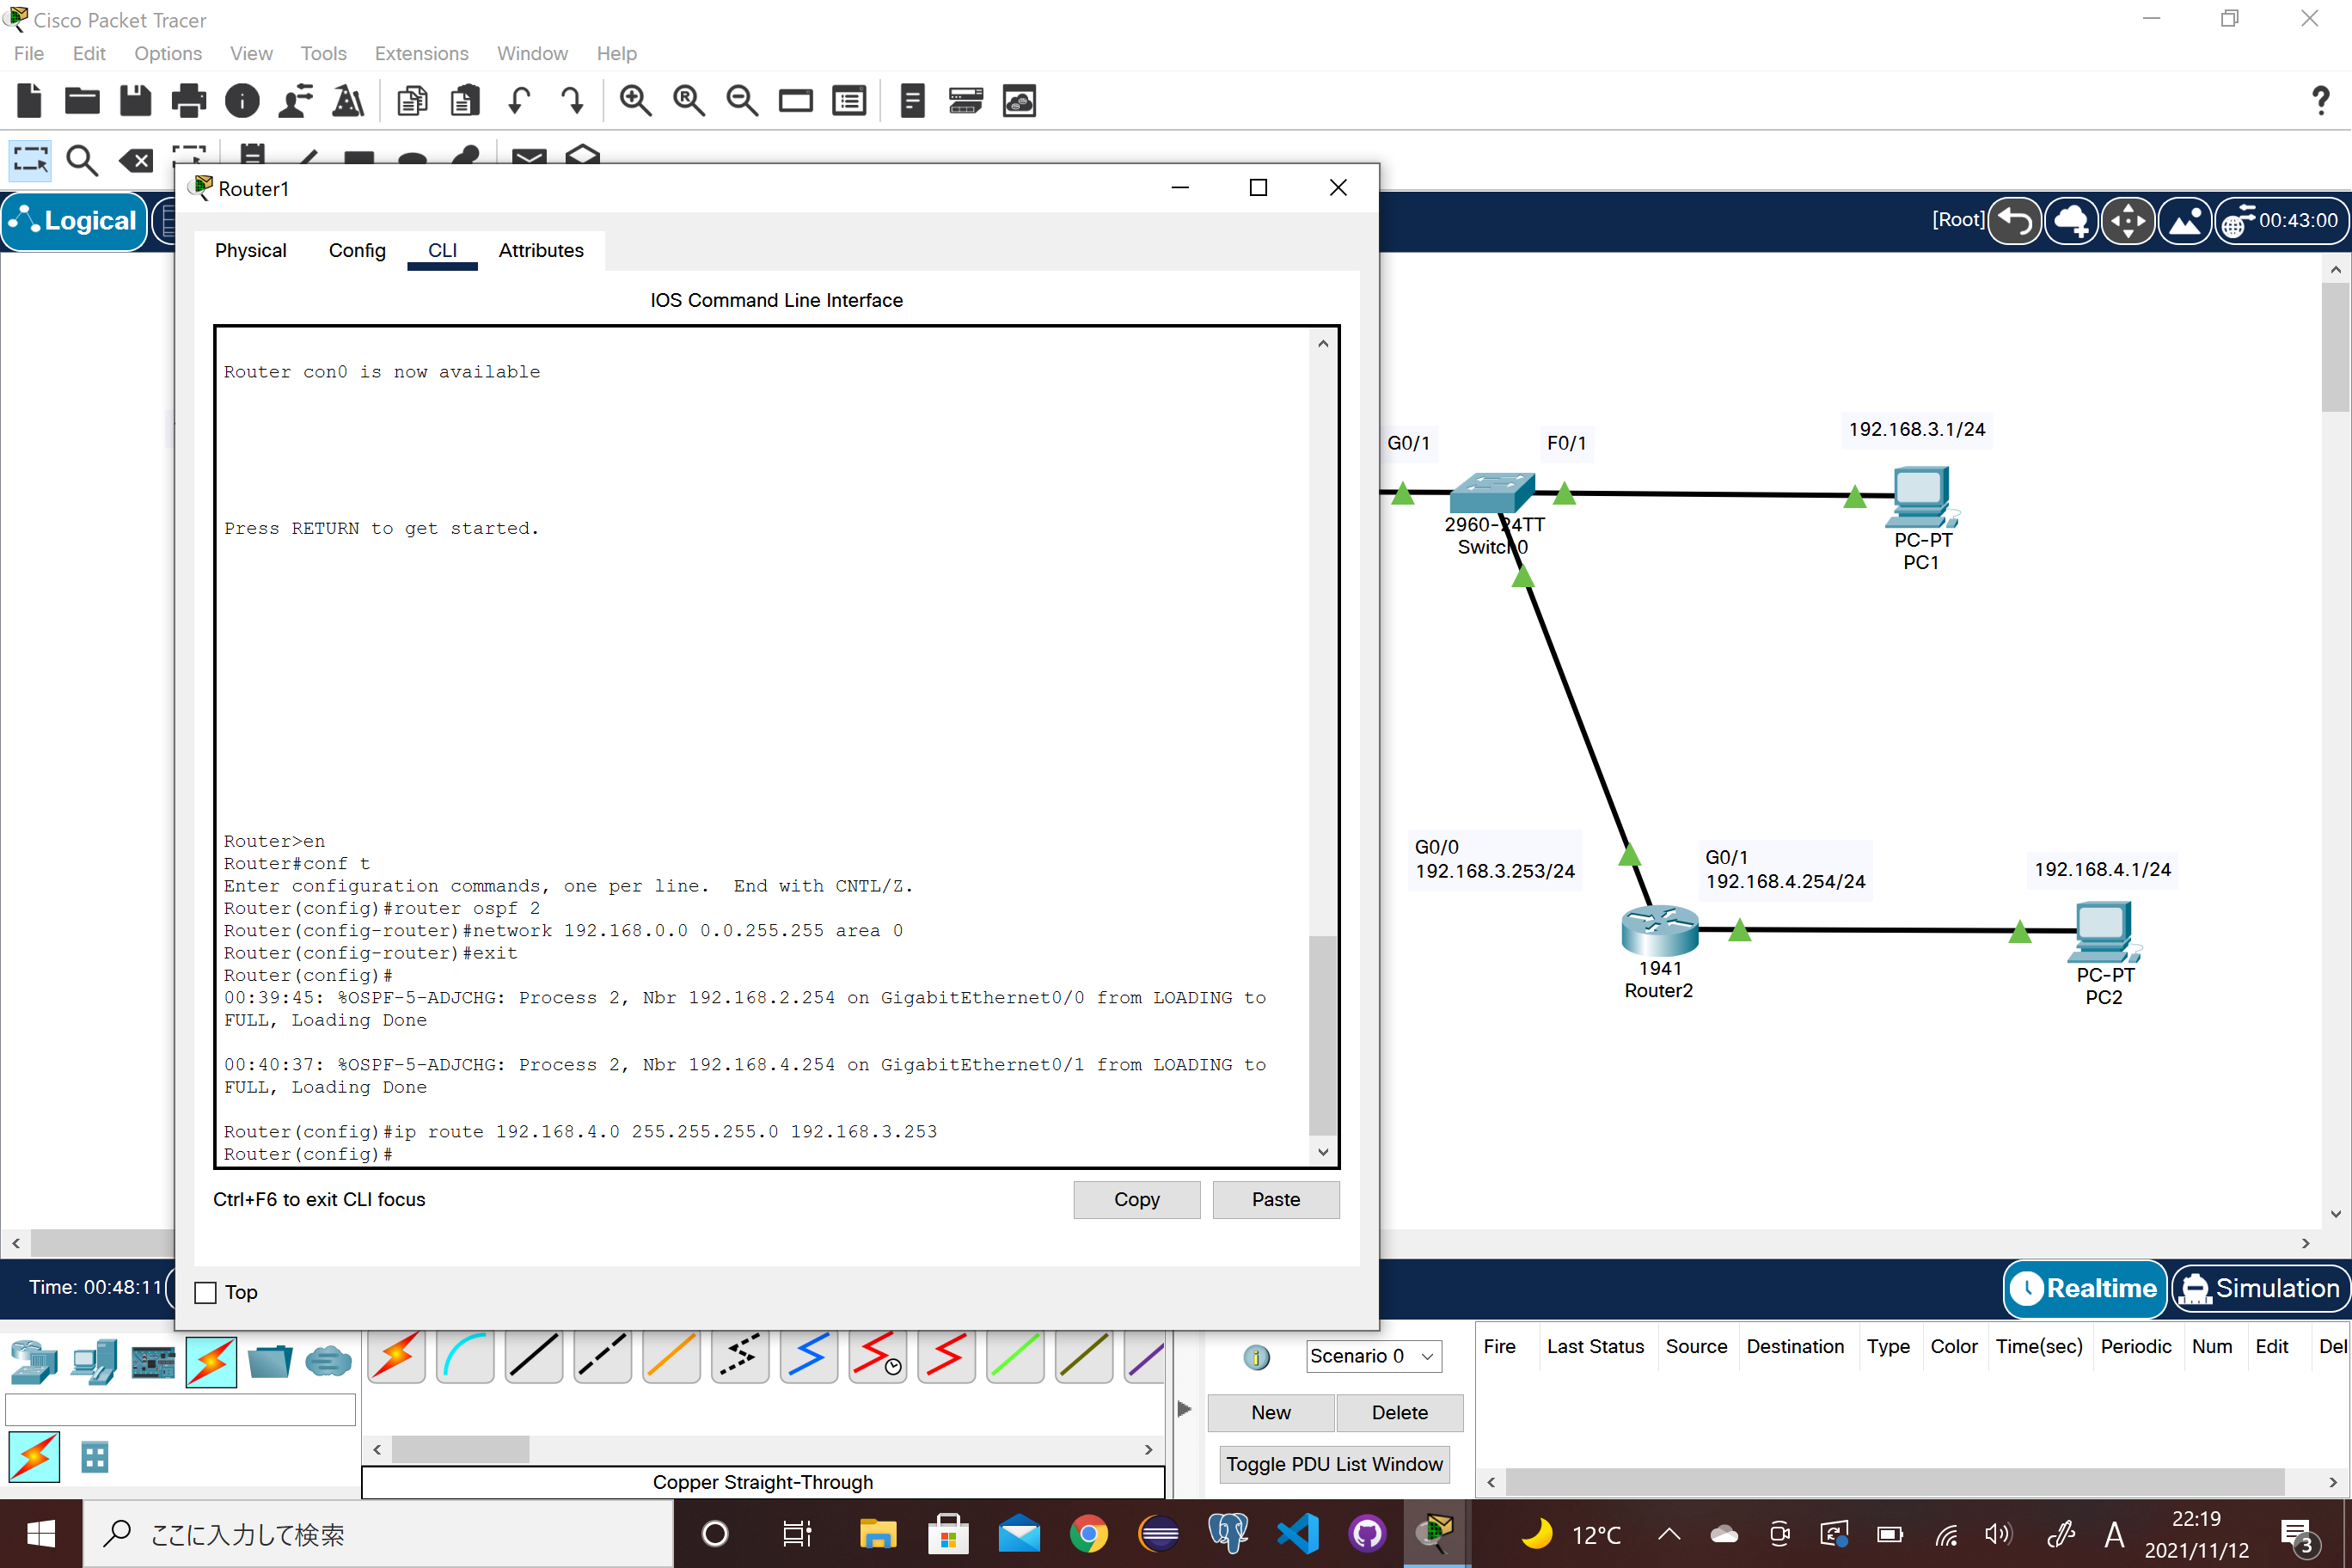 Cisco Packet Tracer
File Edit Options View Tools Extensions Window Help
Router1
Logical
[Root]
00:43:00
Physical Config CLI Attributes
IOS Command Line Interface
Router con0 is now available
Press RETURN to get started.
Router>en
Router#conf t
Enter configuration commands, one per line.  End with CNTL/Z.
Router(config)#router ospf 2
Router(config-router)#network 192.168.0.0 0.0.255.255 area 0
Router(config-router)#exit
Router(config)#
00:39:45: %OSPF-5-ADJCHG: Process 2, Nbr 192.168.2.254 on GigabitEthernet0/0 from LOADING to
FULL, Loading Done
00:40:37: %OSPF-5-ADJCHG: Process 2, Nbr 192.168.4.254 on GigabitEthernet0/1 from LOADING to
FULL, Loading Done
Router(config)#ip route 192.168.4.0 255.255.255.0 192.168.3.253
Router(config)#
Ctrl+F6 to exit CLI focus
Copy
Paste
Top
G0/1
F0/1
192.168.3.1/24
2960-24TT
Switch0
PC-PT
PC1
G0/0
192.168.3.253/24
G0/1
192.168.4.254/24
192.168.4.1/24
1941
Router2
PC-PT
PC2
Time: 00:48:11
Realtime
Simulation
Scenario 0
New
Delete
Toggle PDU List Window
Fire Last Status Source Destination Type Color Time(sec) Periodic Num Edit Del
Copper Straight-Through
ここに入力して検索
12°C
A
22:19
2021/11/12
3